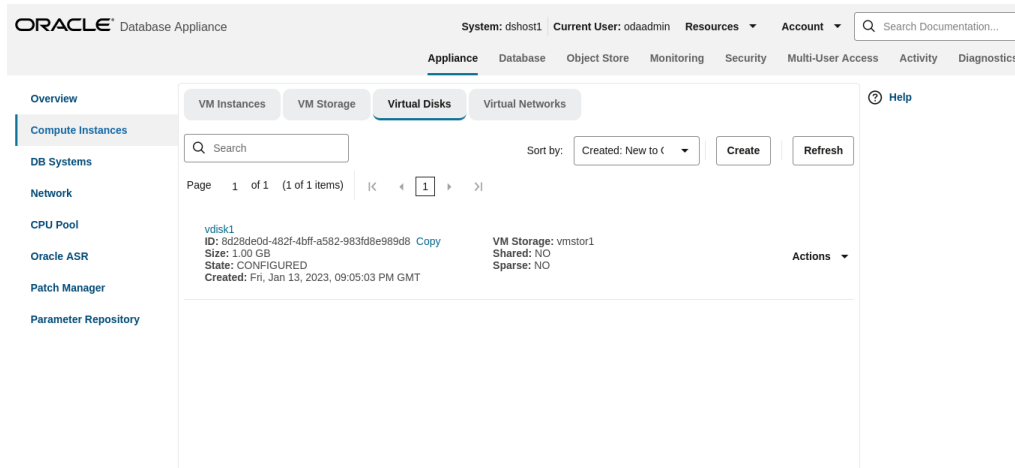 ORACLE® Database Appliance
System: dshost1 Current User: odaadmin Resources Account Search Documentation...
Appliance Database Object Store Monitoring Security Multi-User Access Activity Diagnostics
Overview
Compute Instances
DB Systems
Network
CPU Pool
Oracle ASR
Patch Manager
Parameter Repository
VM Instances VM Storage Virtual Disks Virtual Networks
Search
Sort by: Created: New to Create Refresh
Page 1 of 1 (1 of 1 items) 1
vdisk1
ID: 8d28de0d-482f-4bff-a582-983fd8e989d8 Copy
Size: 1.00 GB
State: CONFIGURED
Created: Fri, Jan 13, 2023, 09:05:03 PM GMT
VM Storage: vmstor1
Shared: NO
Sparse: NO
Actions
Help